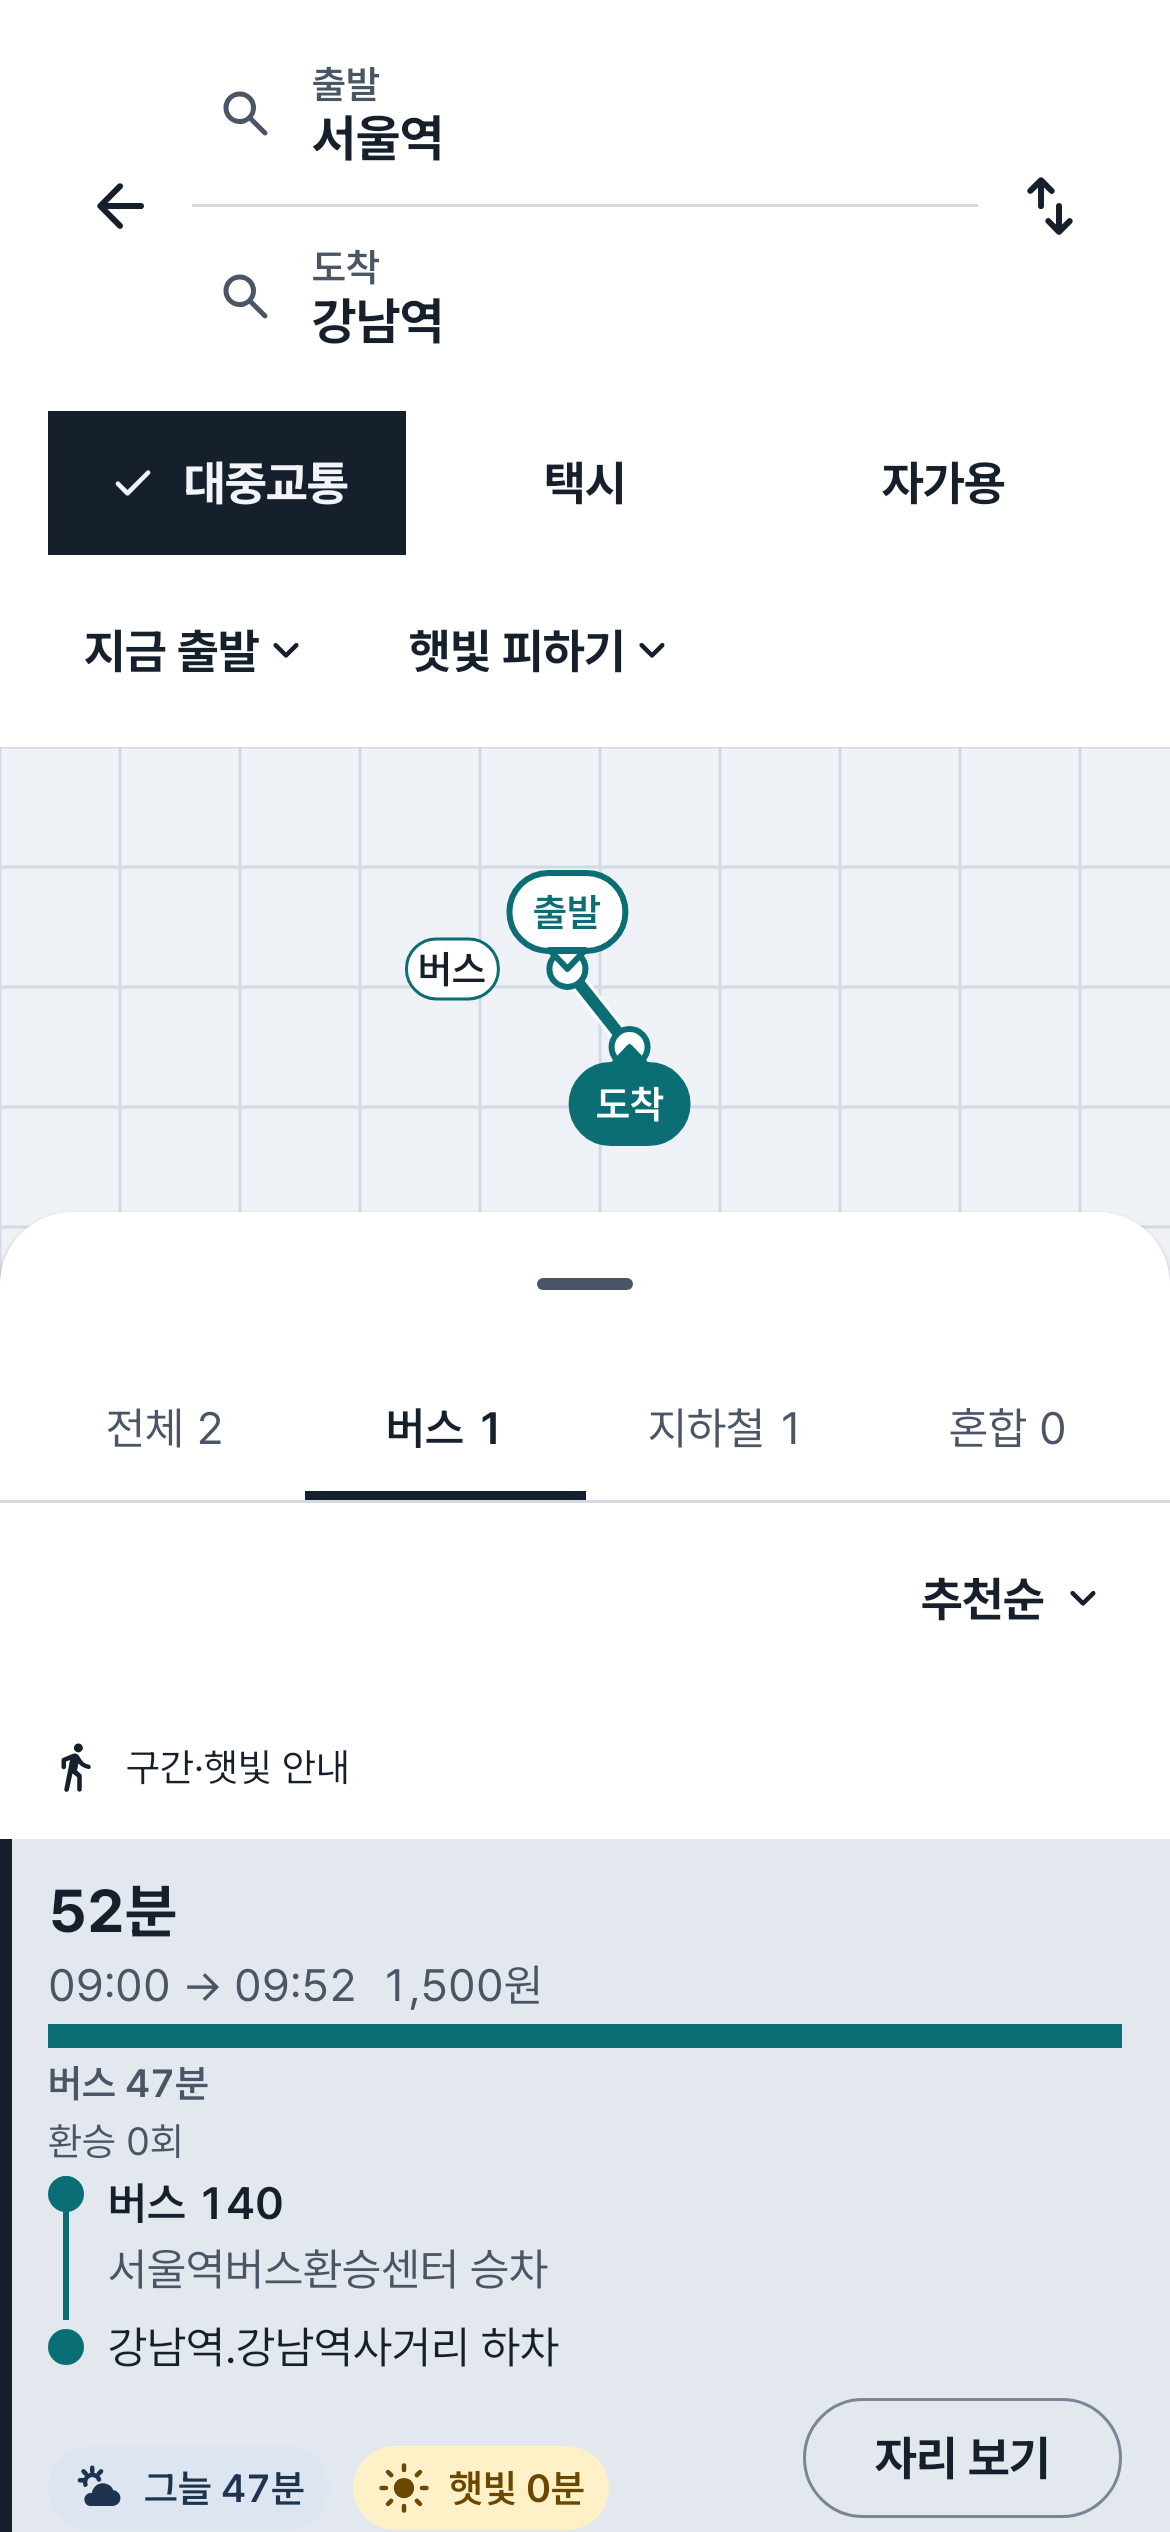 출발
서울역
도착
강남역
대중교통 택시 자가용
지금 출발 햇빛 피하기
출발
버스
도착
전체 2 버스 1 지하철 1 혼합 0
추천순
구간·햇빛 안내
52분
09:00 → 09:52 1,500원
버스 47분
환승 0회
버스 140
서울역버스환승센터 승차
강남역.강남역사거리 하차
자리 보기
그늘 47분 햇빛 0분